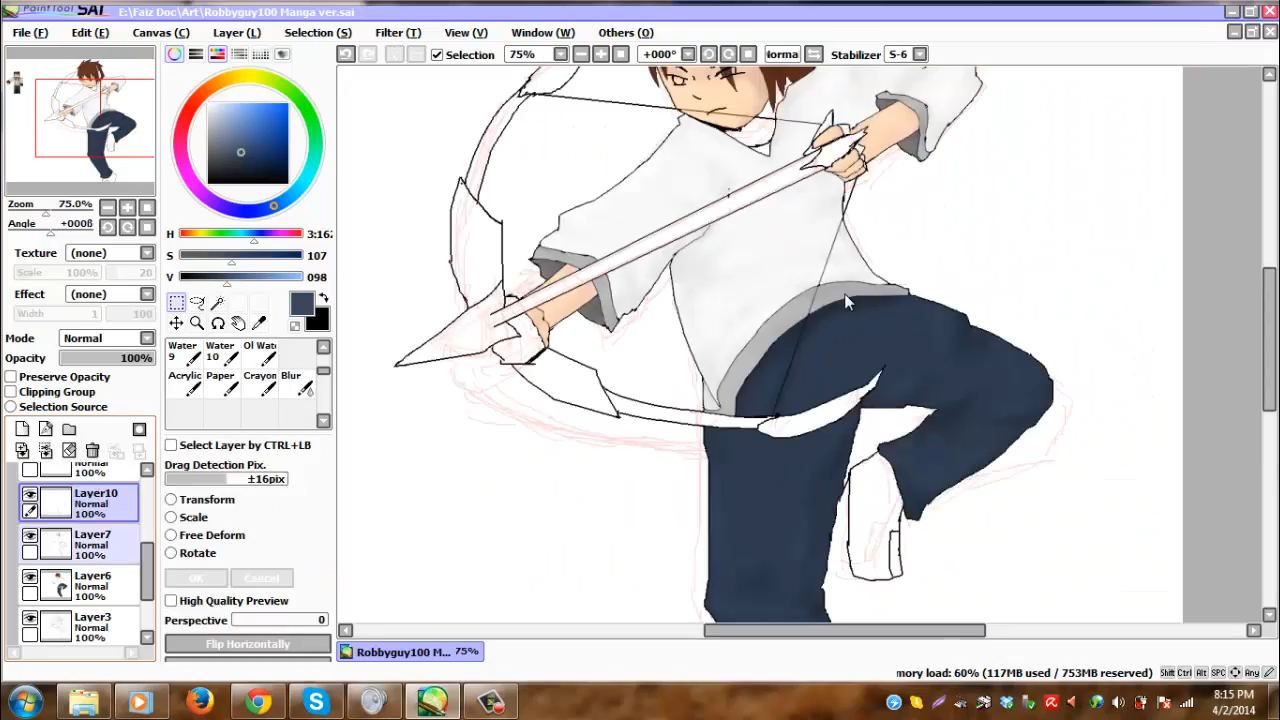 PaintTool SAI E:\Faiz Doc\Art\Robbyguy100 Manga ver.sai
File (F) Edit (E) Canvas (C) Layer (L) Selection (S) Filter (T) View (V) Window (W) Others (O)
Selection 75% +000° Norma Stabilizer S-6
Zoom 75.0%
Angle +000ß
Texture (none)
Scale 100% 20
Effect (none)
Width 1 100
Mode Normal
Opacity 100%
Preserve Opacity
Clipping Group
Selection Source
Normal
100%
Layer10
Normal
100%
Layer7
Normal
100%
Layer6
Normal
100%
Layer3
Normal
100%
H 3:162
S 107
V 098
Water 9 Water 10 Ol Wate
Acrylic Paper Crayon Blur
Select Layer by CTRL+LB
Drag Detection Pix.
±16pix
Transform
Scale
Free Deform
Rotate
OK Cancel
High Quality Preview
Perspective 0
Flip Horizontally
Robbyguy100 M... 75%
mory load: 60% (117MB used / 753MB reserved) Shift Ctrl Alt SPC Any
8:15 PM
4/2/2014